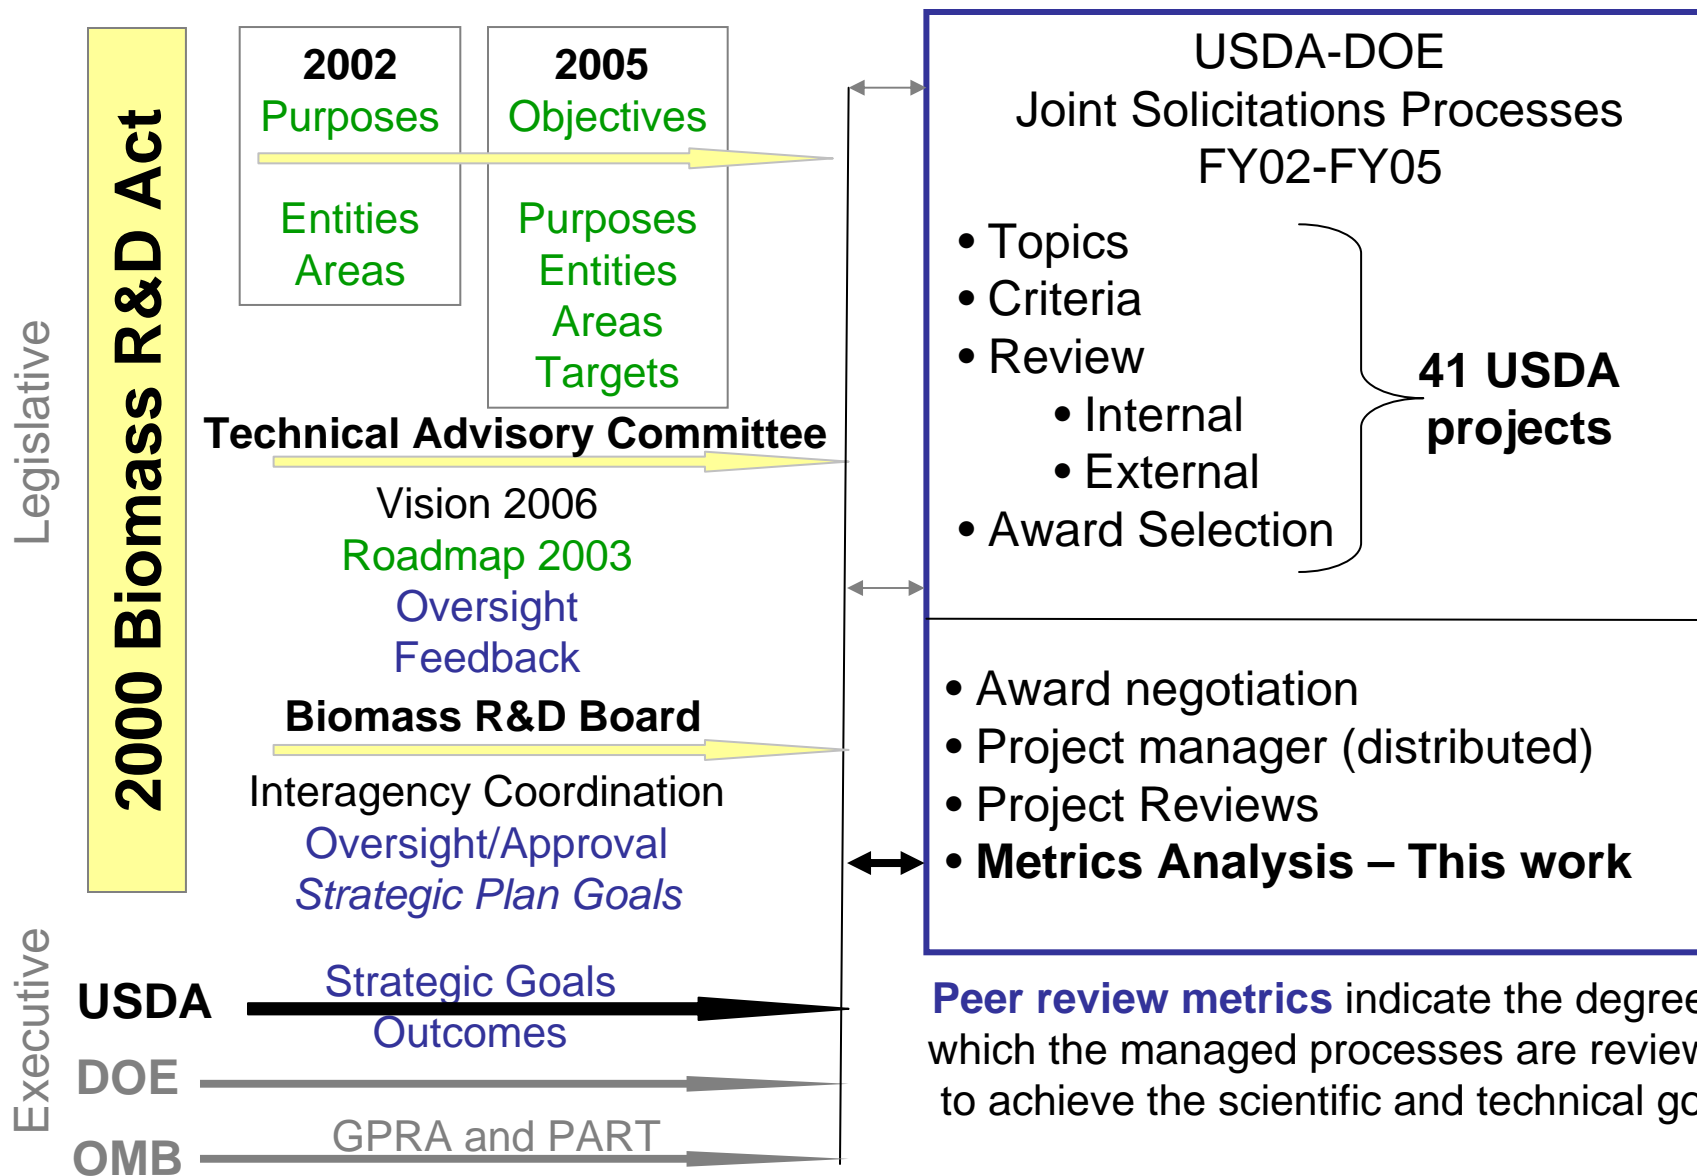 Legislative
Executive
2000 Biomass R&D Act
2002
Purposes
Entities
Areas
2005
Objectives
Purposes
Entities
Areas
Targets
Technical Advisory Committee
Vision 2006
Roadmap 2003
Oversight
Feedback
Biomass R&D Board
Interagency Coordination
Oversight/Approval
Strategic Plan Goals
USDA
Strategic Goals
Outcomes
DOE
OMB
GPRA and PART
USDA-DOE
Joint Solicitations Processes
FY02-FY05
• Topics
• Criteria
• Review
• Internal
• External
• Award Selection
41 USDA
projects
• Award negotiation
• Project manager (distributed)
• Project Reviews
• Metrics Analysis – This work
Peer review metrics indicate the degree
which the managed processes are review
to achieve the scientific and technical go